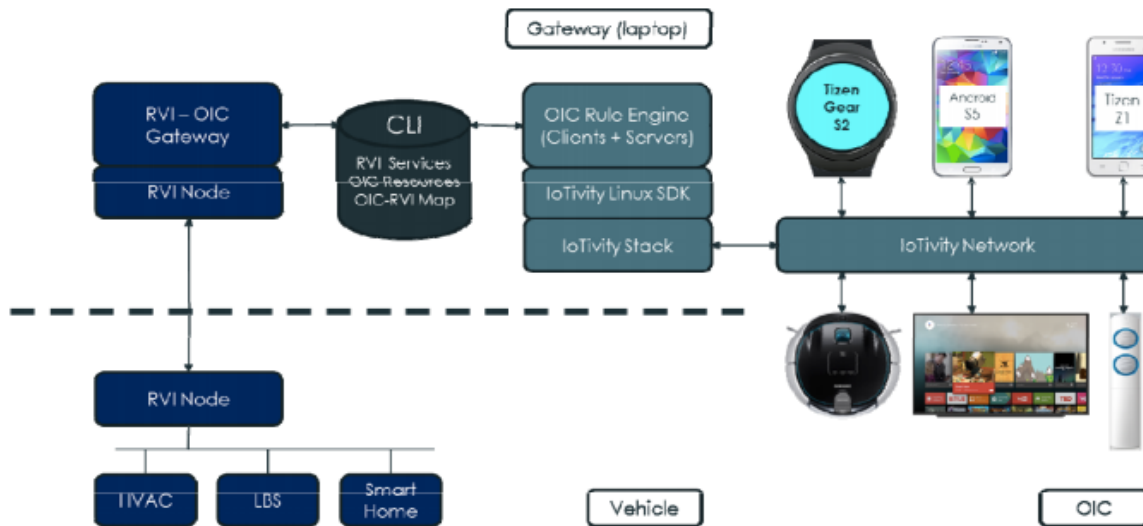 Gateway (laptop)
RVI – OIC
Gateway
RVI Node
CLI
RVI Services
OIC Resources
OIC-RVI Map
OIC Rule Engine
(Clients + Servers)
IoTivity Linux SDK
IoTivity Stack
Tizen
Gear
S2
Android
S5
Tizen
Z1
IoTivity Network
RVI Node
HVAC
LBS
Smart
Home
Vehicle
OIC